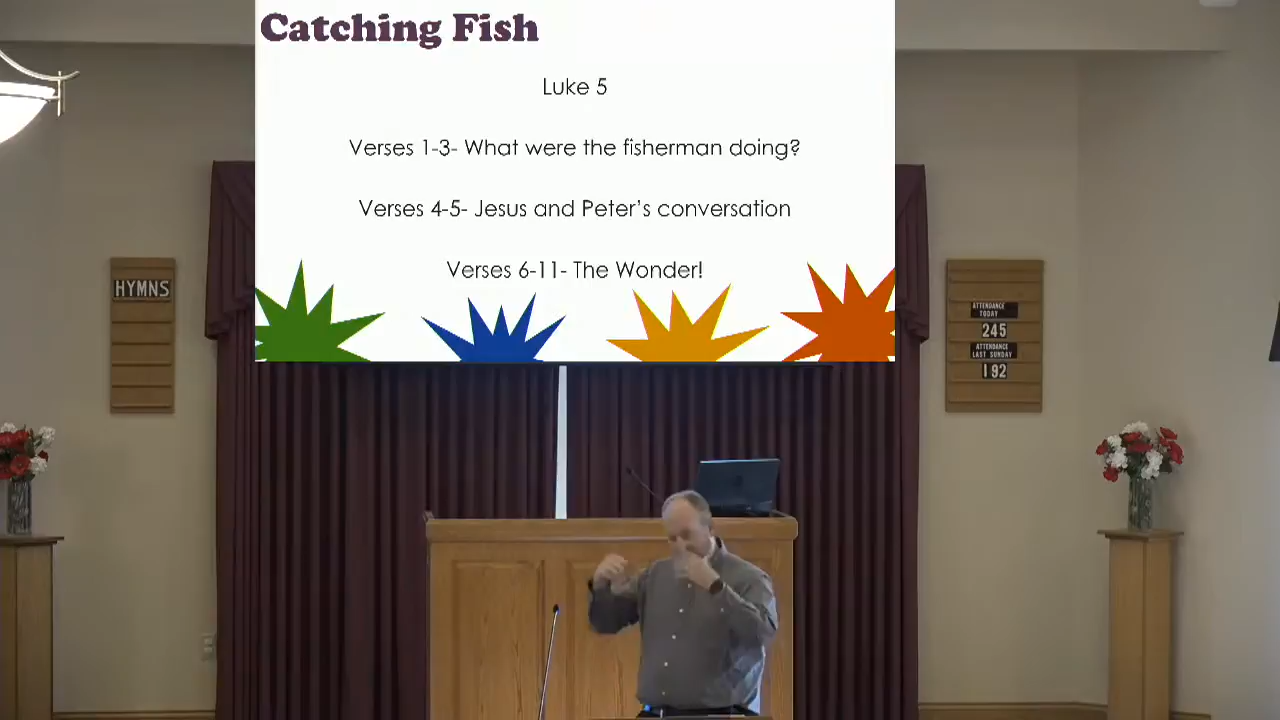 Catching Fish
Luke 5
Verses 1-3- What were the fisherman doing?
Verses 4-5- Jesus and Peter's conversation
Verses 6-11- The Wonder!
HYMNS
ATTENDANCE
TODAY
245
ATTENDANCE
LAST SUNDAY
192